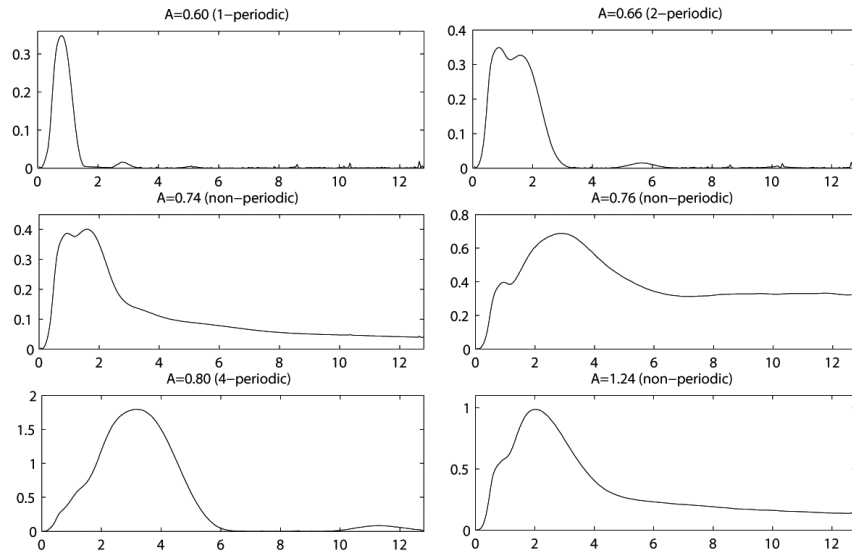 A=0.60 (1−periodic)
0.3
0.2
0.1
0
0 2 4 6 8 10 12
A=0.66 (2−periodic)
0.4
0.3
0.2
0.1
0
0 2 4 6 8 10 12
A=0.74 (non−periodic)
0.4
0.3
0.2
0.1
0
0 2 4 6 8 10 12
A=0.76 (non−periodic)
0.8
0.6
0.4
0.2
0
0 2 4 6 8 10 12
A=0.80 (4−periodic)
2
1.5
1
0.5
0
0 2 4 6 8 10 12
A=1.24 (non−periodic)
1
0.5
0
0 2 4 6 8 10 12